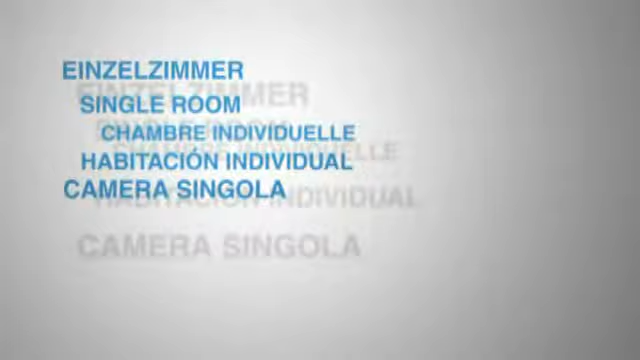 EINZELZIMMER
SINGLE ROOM
CHAMBRE INDIVIDUELLE
HABITACIÓN INDIVIDUAL
CAMERA SINGOLA